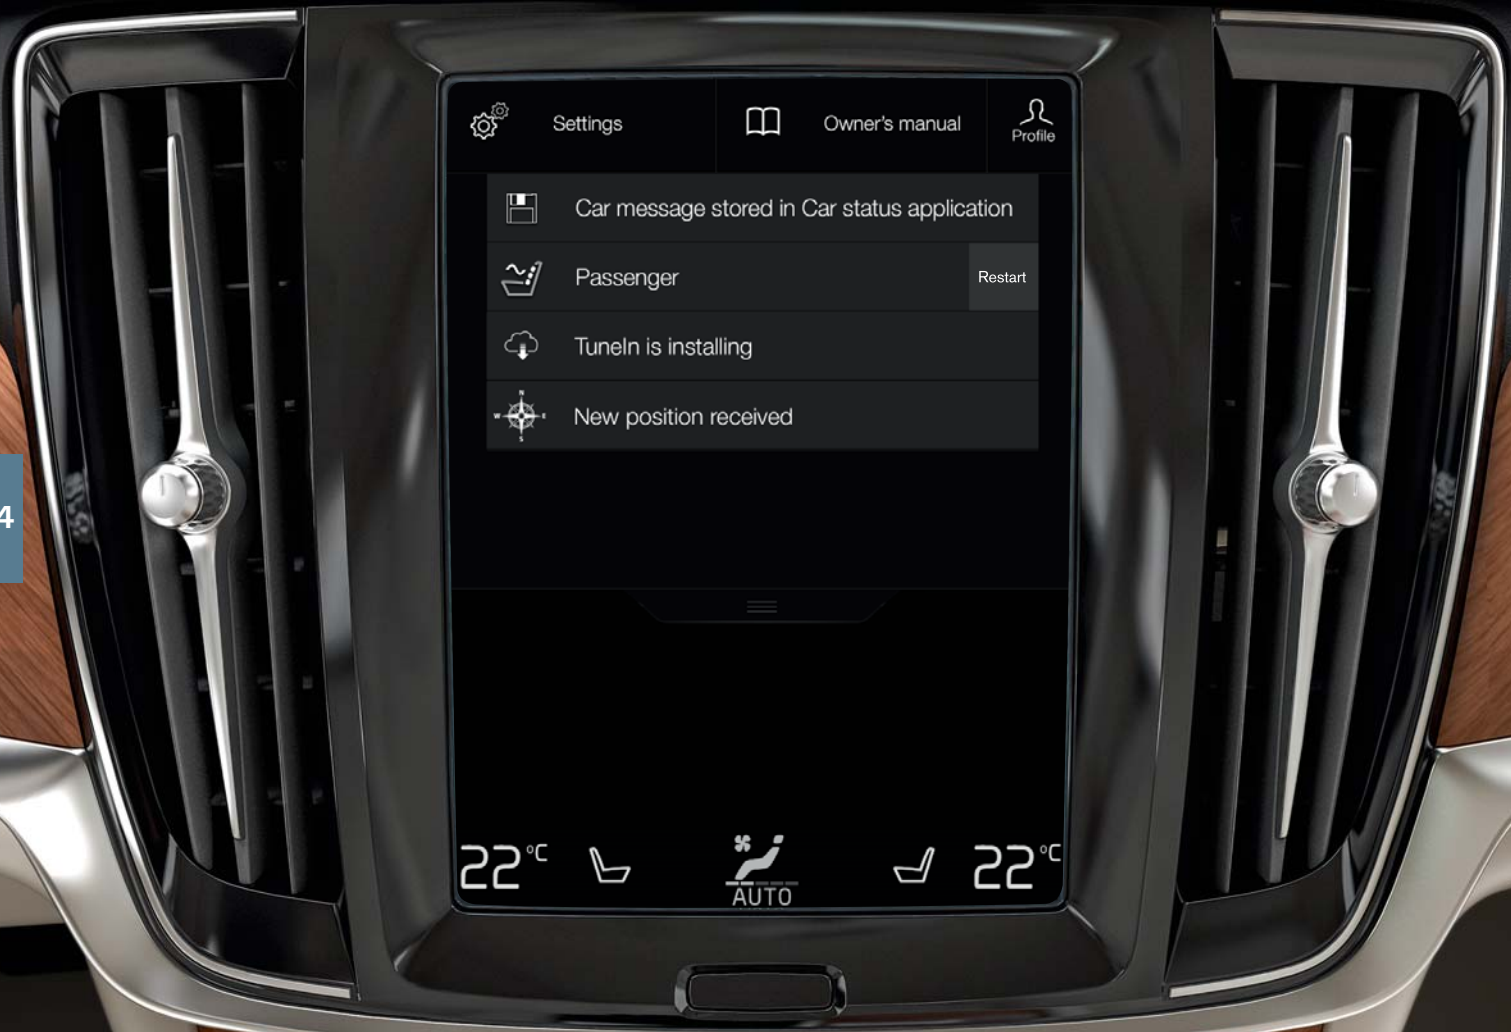 Settings
Owner's manual
Profile
Car message stored in Car status application
Passenger
Restart
TuneIn is installing
N
W E
S
New position received
4
22°C
AUTO
22°C